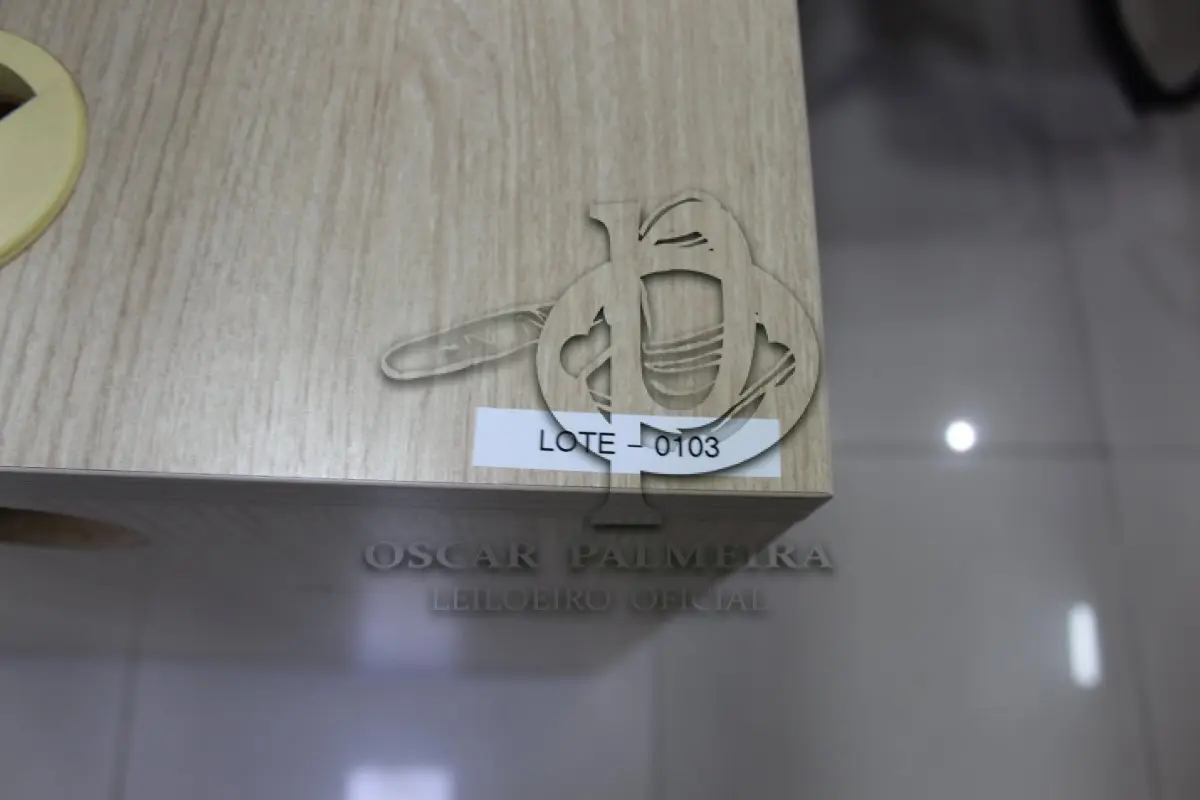 LOTE – 0103
OSCAR PALMEIRA
LEILOEIRO OFICIAL